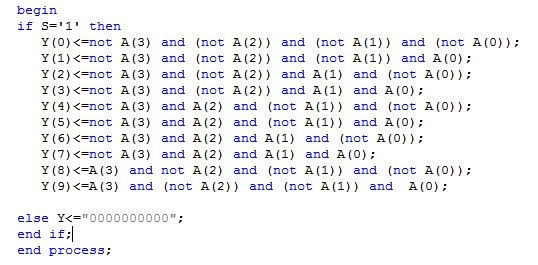 begin
if S='1' then
Y(0)<=not A(3) and (not A(2)) and (not A(1)) and (not A(0));
Y(1)<=not A(3) and (not A(2)) and (not A(1)) and A(0);
Y(2)<=not A(3) and (not A(2)) and A(1) and (not A(0));
Y(3)<=not A(3) and (not A(2)) and A(1) and A(0);
Y(4)<=not A(3) and A(2) and (not A(1)) and (not A(0));
Y(5)<=not A(3) and A(2) and (not A(1)) and A(0);
Y(6)<=not A(3) and A(2) and A(1) and (not A(0));
Y(7)<=not A(3) and A(2) and A(1) and A(0);
Y(8)<=A(3) and not A(2) and (not A(1)) and (not A(0));
Y(9)<=A(3) and (not A(2)) and (not A(1)) and  A(0);
else Y<="0000000000";
end if;
end process;